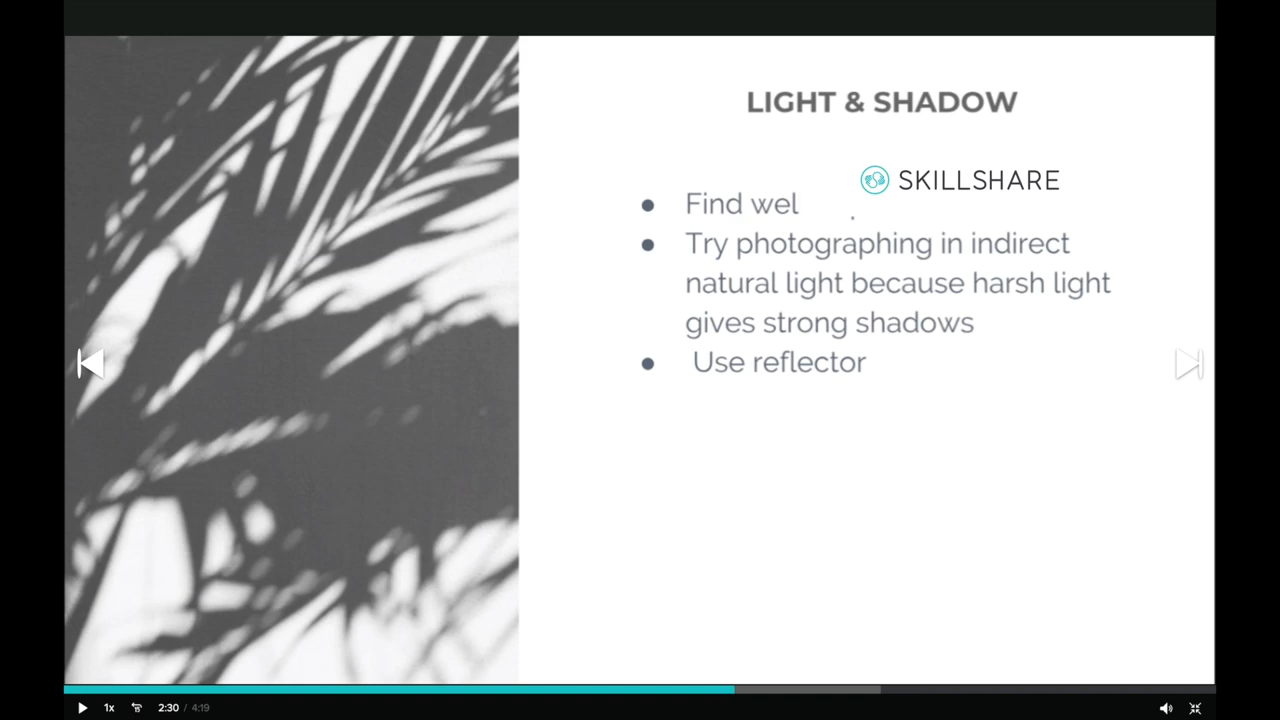 LIGHT & SHADOW
SKILLSHARE
● Find wel
● Try photographing in indirect
natural light because harsh light
gives strong shadows
● Use reflector
1x
15
2:30 / 4:19